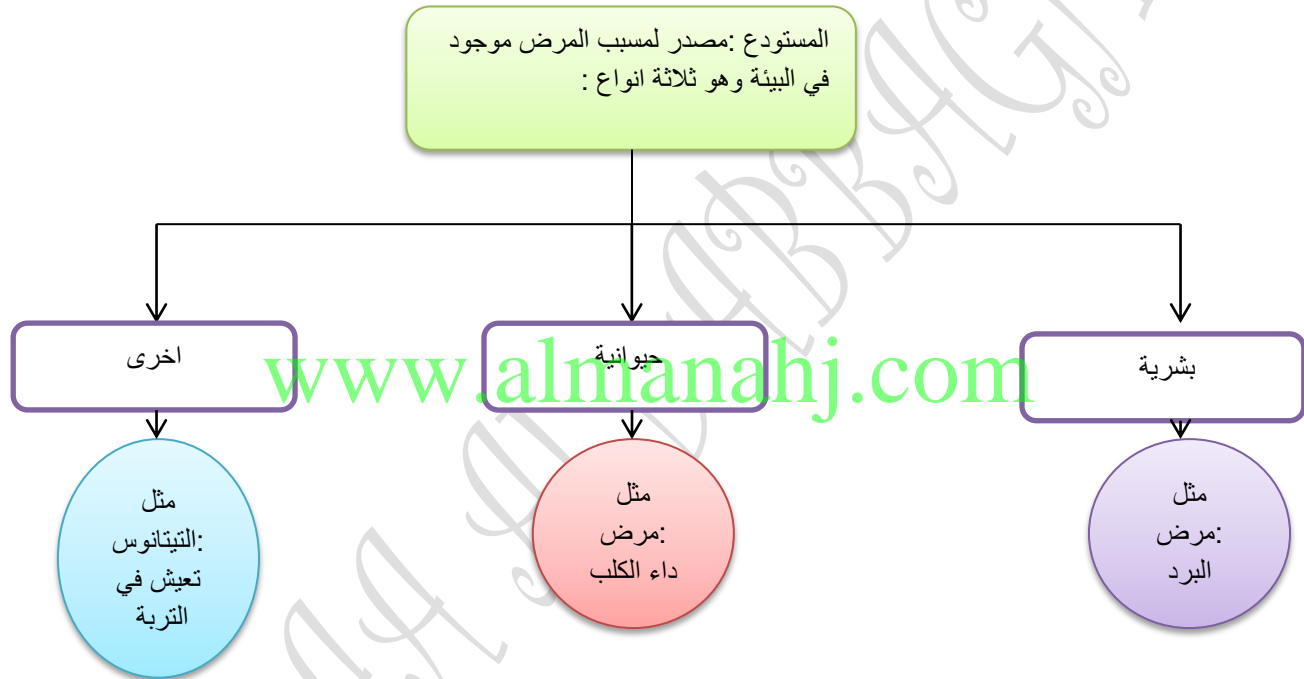 المستودع :مصدر لمسبب المرض موجود
في البيئة وهو ثلاثة انواع :
بشرية
حيوانية
اخرى
www.almanahj.com
مثل
:مرض
البرد
مثل
:مرض
داء الكلب
مثل
:التيتانوس
تعيش في
التربة